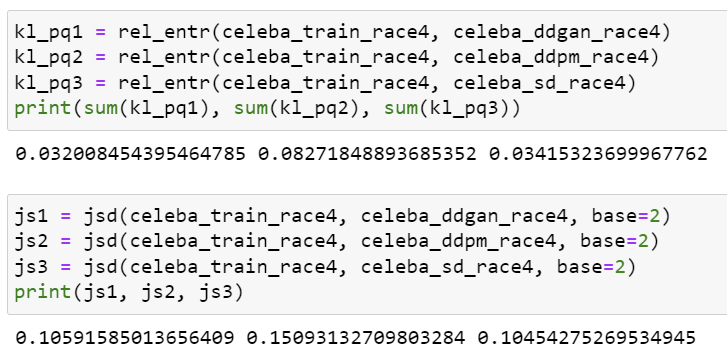 kl_pq1 = rel_entr(celeba_train_race4, celeba_ddgan_race4)
kl_pq2 = rel_entr(celeba_train_race4, celeba_ddpm_race4)
kl_pq3 = rel_entr(celeba_train_race4, celeba_sd_race4)
print(sum(kl_pq1), sum(kl_pq2), sum(kl_pq3))
0.032008454395464785 0.08271848893685352 0.03415323699967762
js1 = jsd(celeba_train_race4, celeba_ddgan_race4, base=2)
js2 = jsd(celeba_train_race4, celeba_ddpm_race4, base=2)
js3 = jsd(celeba_train_race4, celeba_sd_race4, base=2)
print(js1, js2, js3)
0.10591585013656409 0.15093132709803284 0.10454275269534945